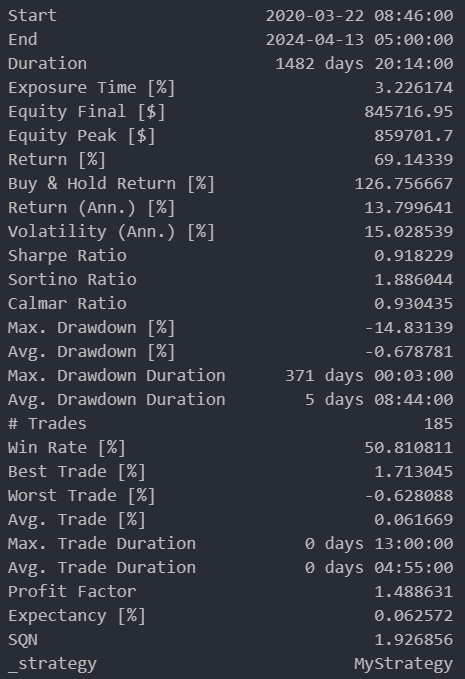 Start 2020-03-22 08:46:00
End 2024-04-13 05:00:00
Duration 1482 days 20:14:00
Exposure Time [%] 3.226174
Equity Final [$] 845716.95
Equity Peak [$] 859701.7
Return [%] 69.14339
Buy & Hold Return [%] 126.756667
Return (Ann.) [%] 13.799641
Volatility (Ann.) [%] 15.028539
Sharpe Ratio 0.918229
Sortino Ratio 1.886044
Calmar Ratio 0.930435
Max. Drawdown [%] -14.83139
Avg. Drawdown [%] -0.678781
Max. Drawdown Duration 371 days 00:03:00
Avg. Drawdown Duration 5 days 08:44:00
# Trades 185
Win Rate [%] 50.810811
Best Trade [%] 1.713045
Worst Trade [%] -0.628088
Avg. Trade [%] 0.061669
Max. Trade Duration 0 days 13:00:00
Avg. Trade Duration 0 days 04:55:00
Profit Factor 1.488631
Expectancy [%] 0.062572
SQN 1.926856
_strategy MyStrategy